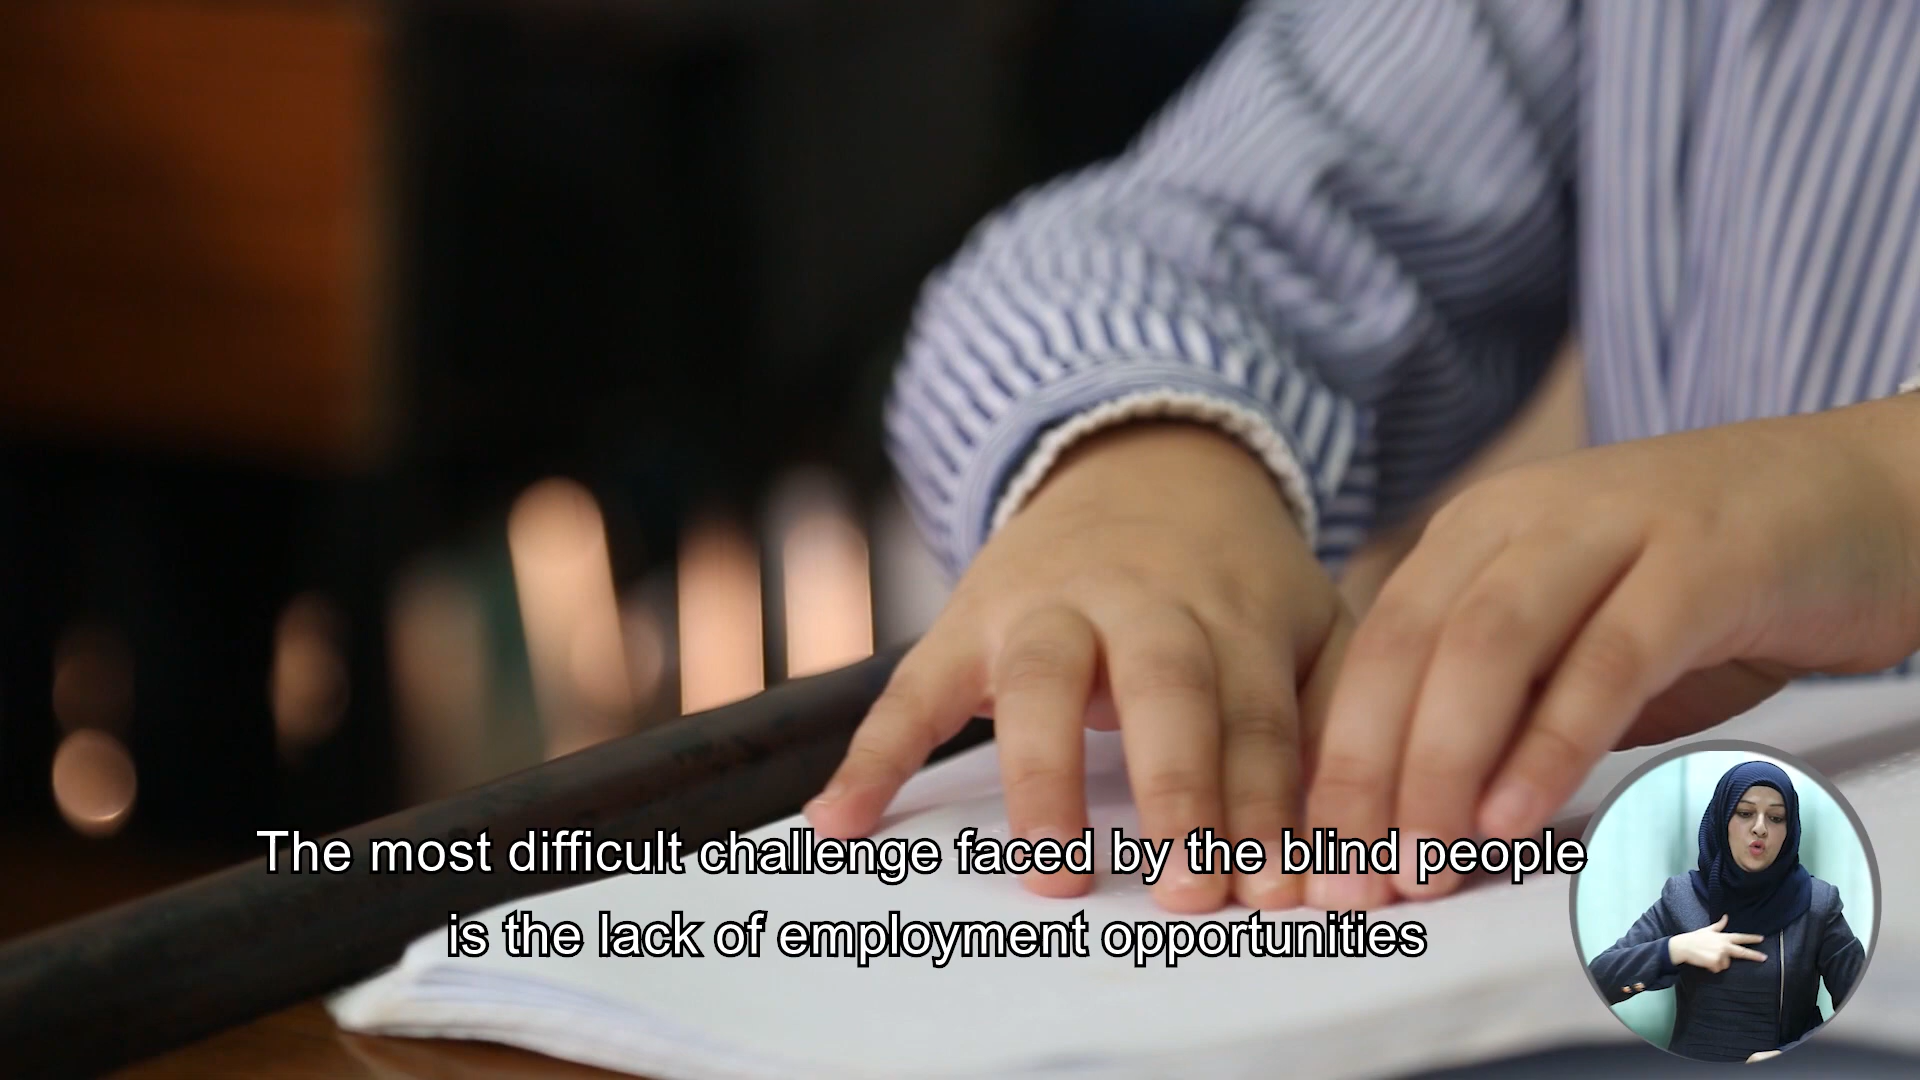 The most difficult challenge faced by the blind people
is the lack of employment opportunities